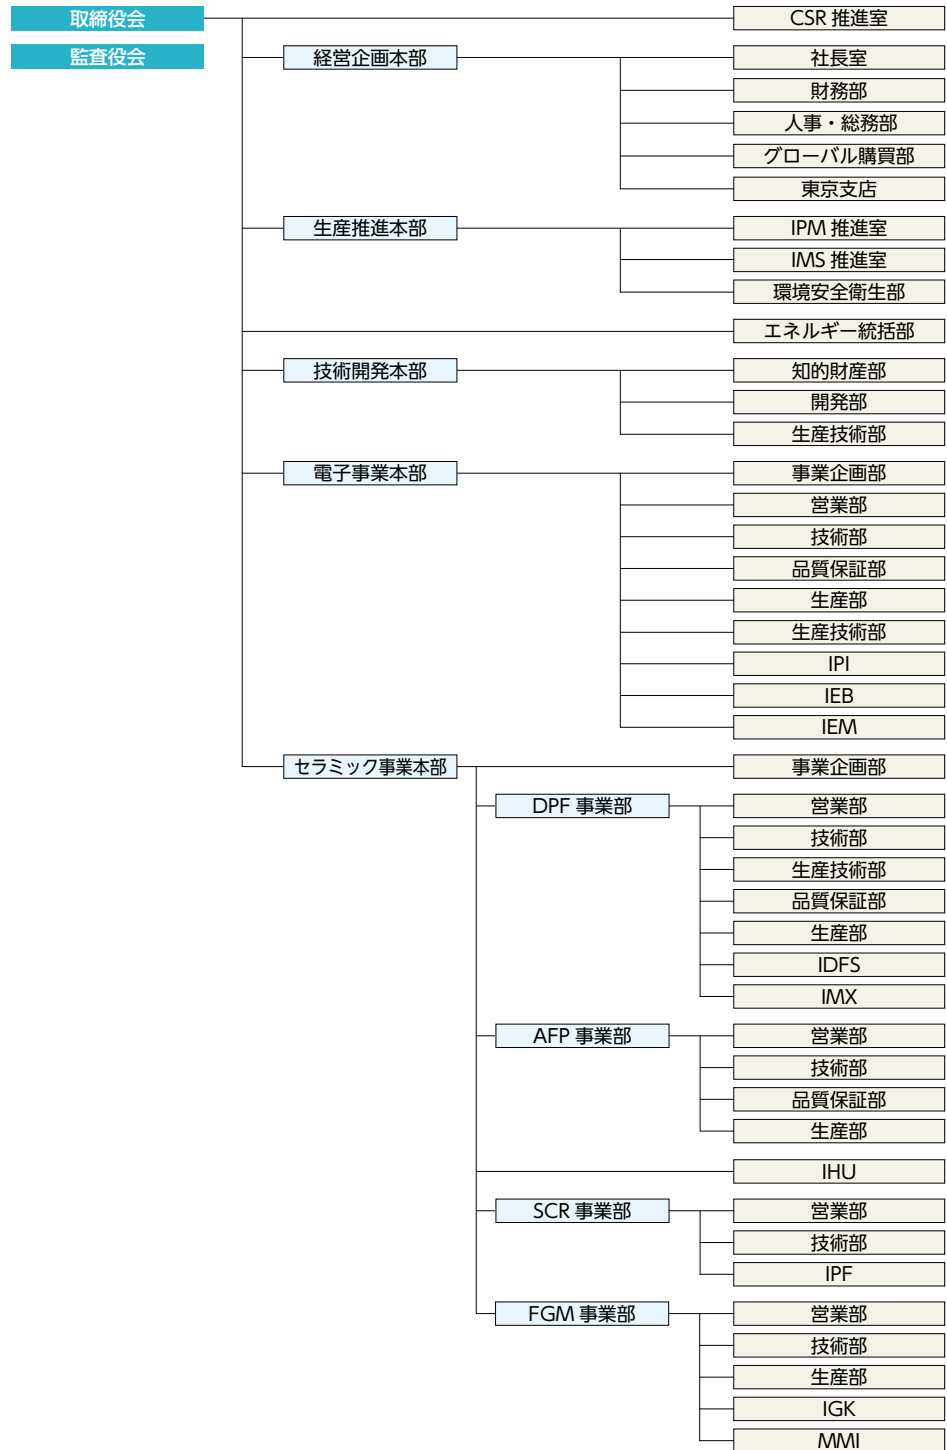 取締役会
CSR 推進室
監査役会
経営企画本部
社長室
財務部
人事・総務部
グローバル購買部
東京支店
生産推進本部
IPM 推進室
IMS 推進室
環境安全衛生部
エネルギー統括部
技術開発本部
知的財産部
開発部
生産技術部
電子事業本部
事業企画部
営業部
技術部
品質保証部
生産部
生産技術部
IPI
IEB
IEM
セラミック事業本部
事業企画部
DPF 事業部
営業部
技術部
生産技術部
品質保証部
生産部
IDFS
IMX
AFP 事業部
営業部
技術部
品質保証部
生産部
IHU
SCR 事業部
営業部
技術部
IPF
FGM 事業部
営業部
技術部
生産部
IGK
MMI